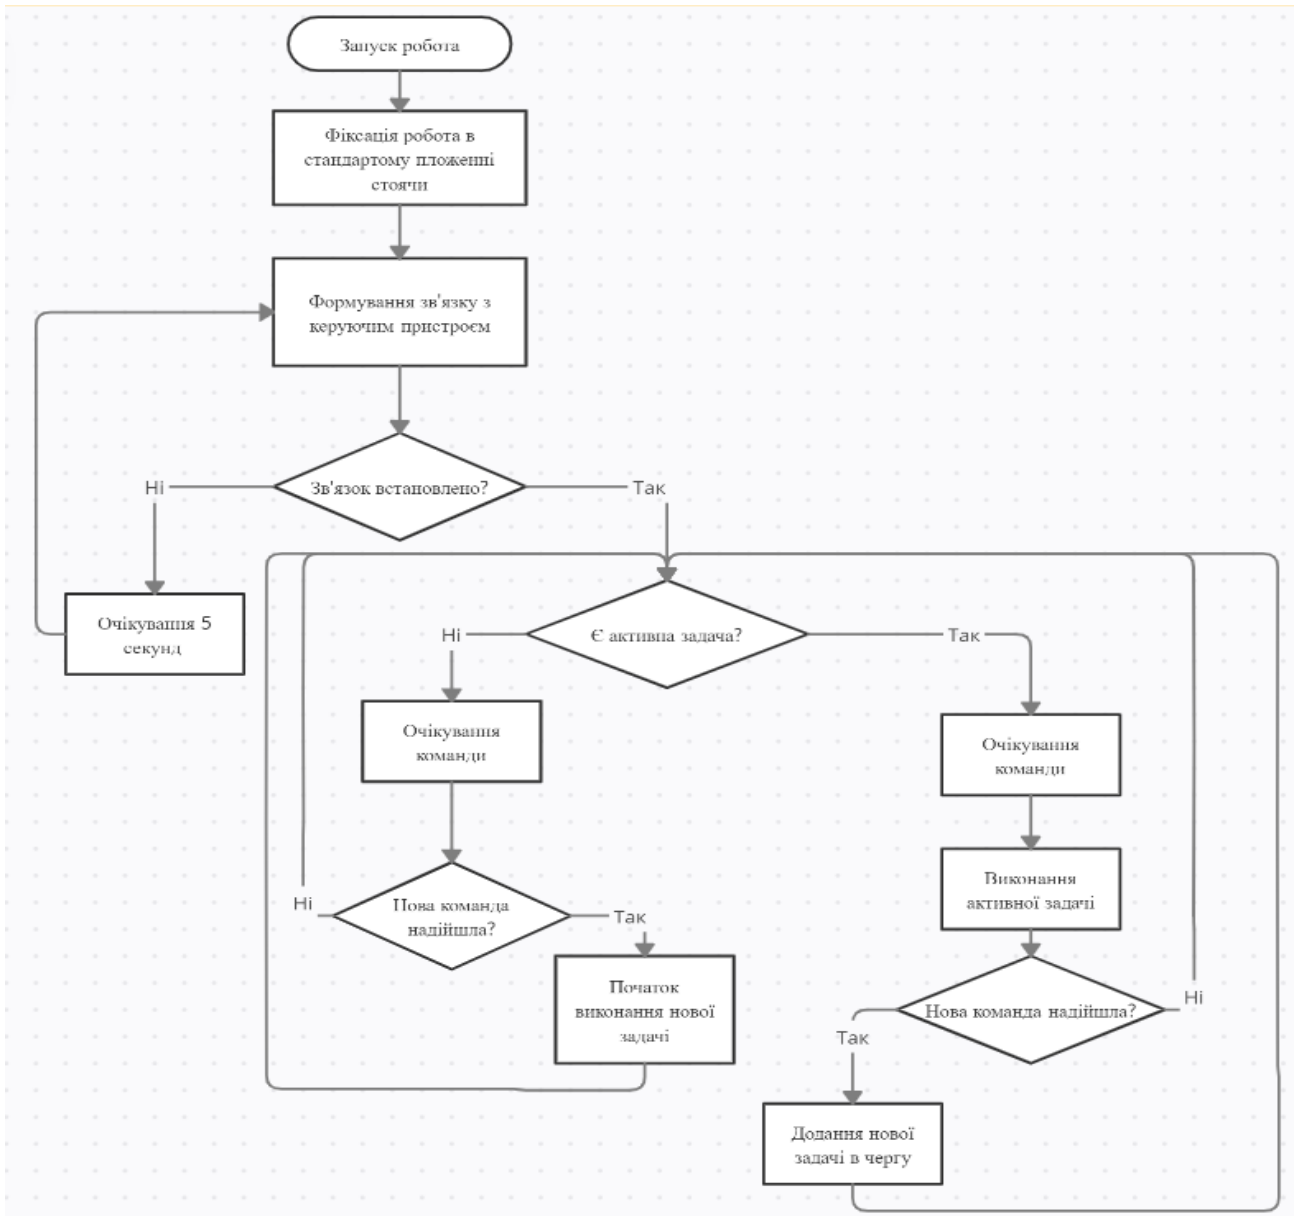 Запуск робота
Фіксація робота в
стандартому пложенні
стоячи
Формування зв'язку з
керуючим пристроєм
Зв'язок встановлено?
Ні
Так
Очікування 5
секунд
Є активна задача?
Ні
Так
Очікування
команди
Очікування
команди
Виконання
активної задачі
Нова команда
надійшла?
Ні
Так
Початок
виконання нової
задачі
Нова команда надійшла?
Ні
Так
Додання нової
задачі в чергу